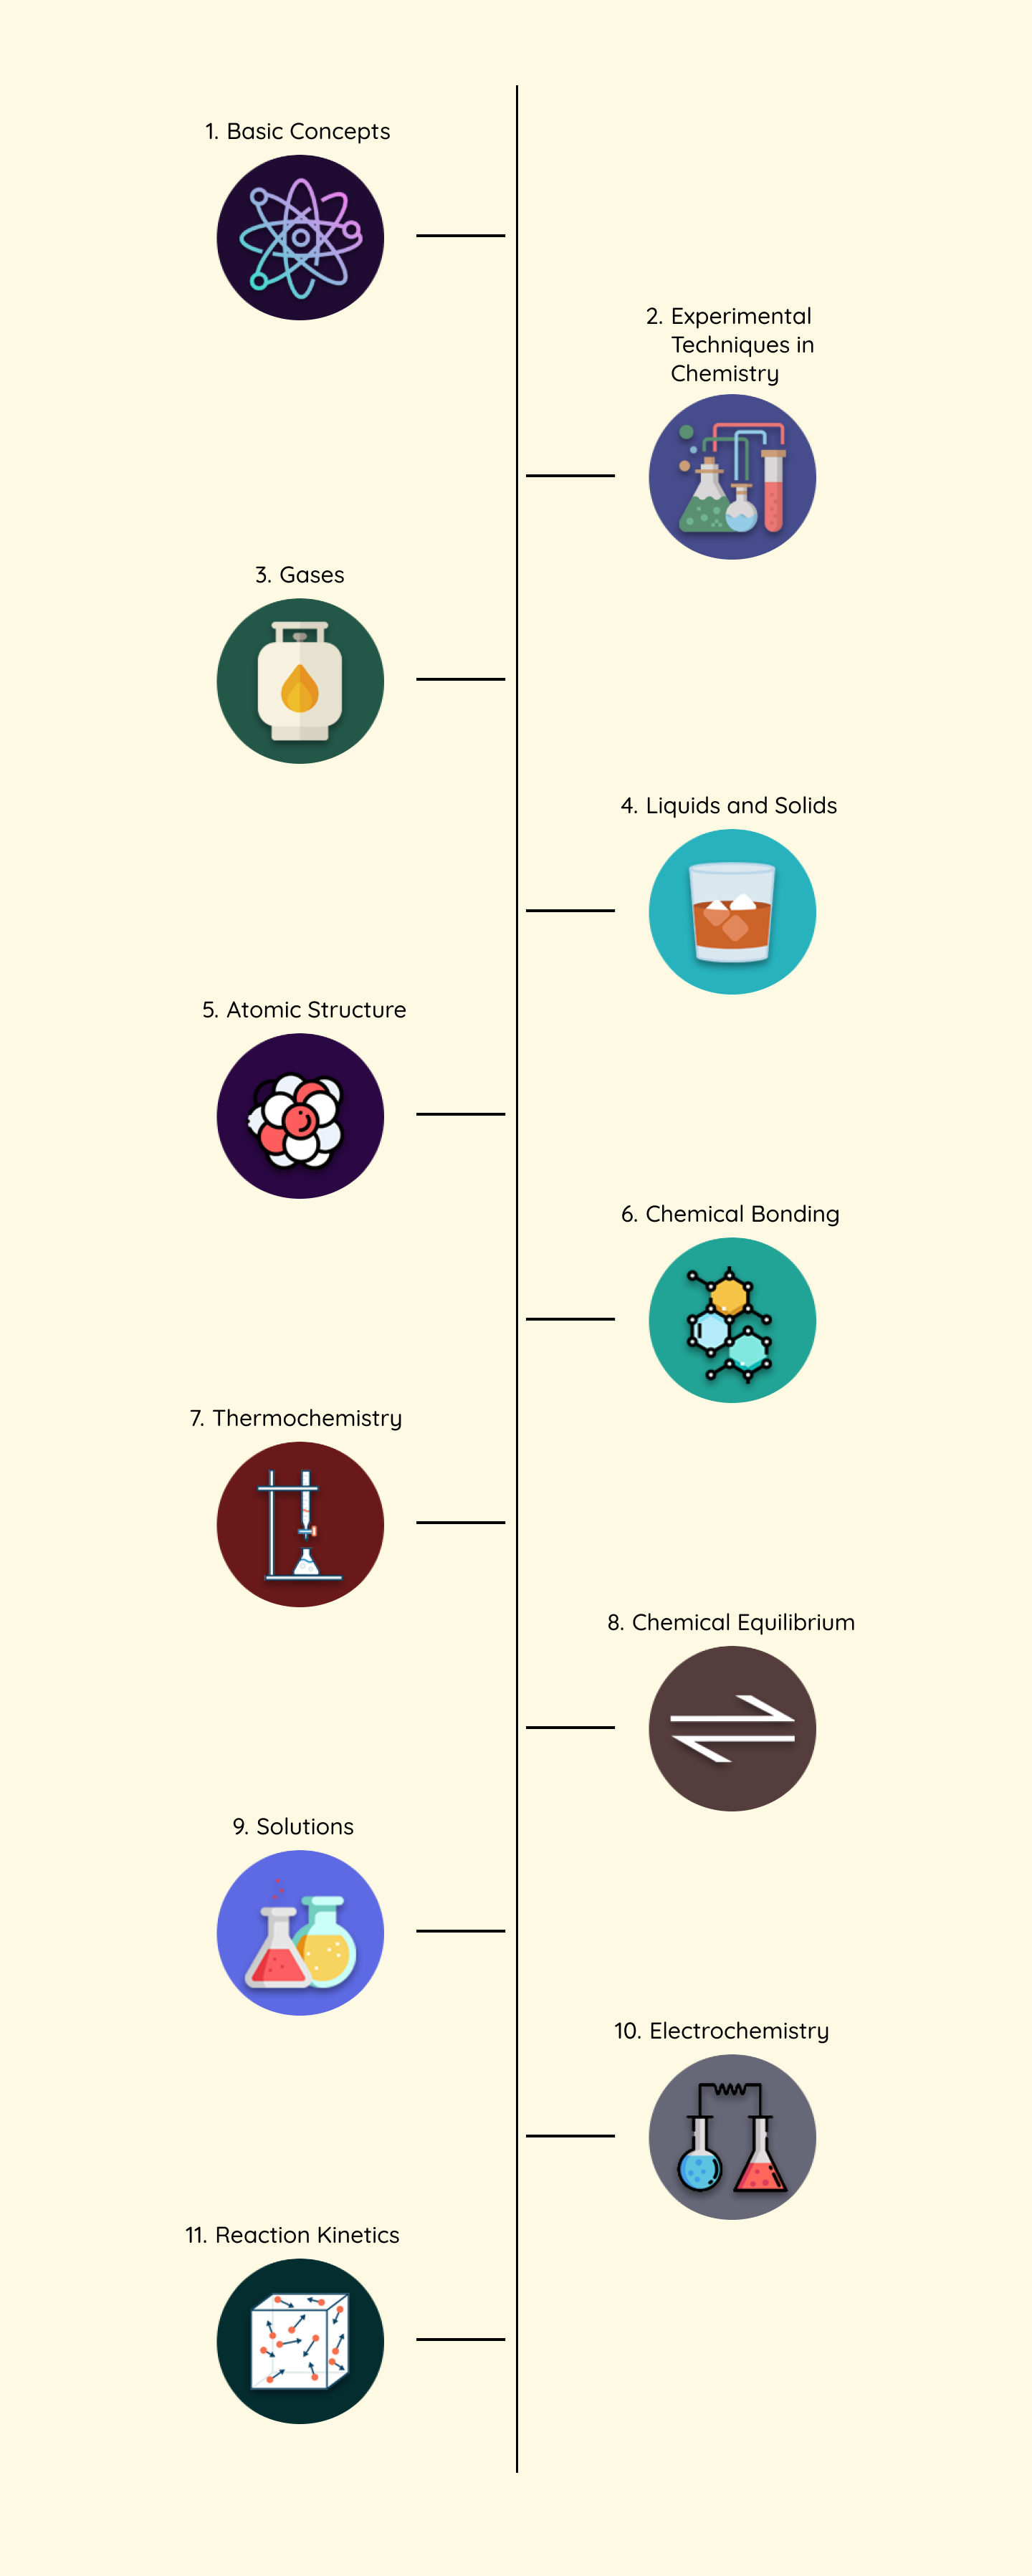 1. Basic Concepts
2. Experimental
Techniques in
Chemistry
3. Gases
4. Liquids and Solids
5. Atomic Structure
6. Chemical Bonding
7. Thermochemistry
8. Chemical Equilibrium
9. Solutions
10. Electrochemistry
11. Reaction Kinetics